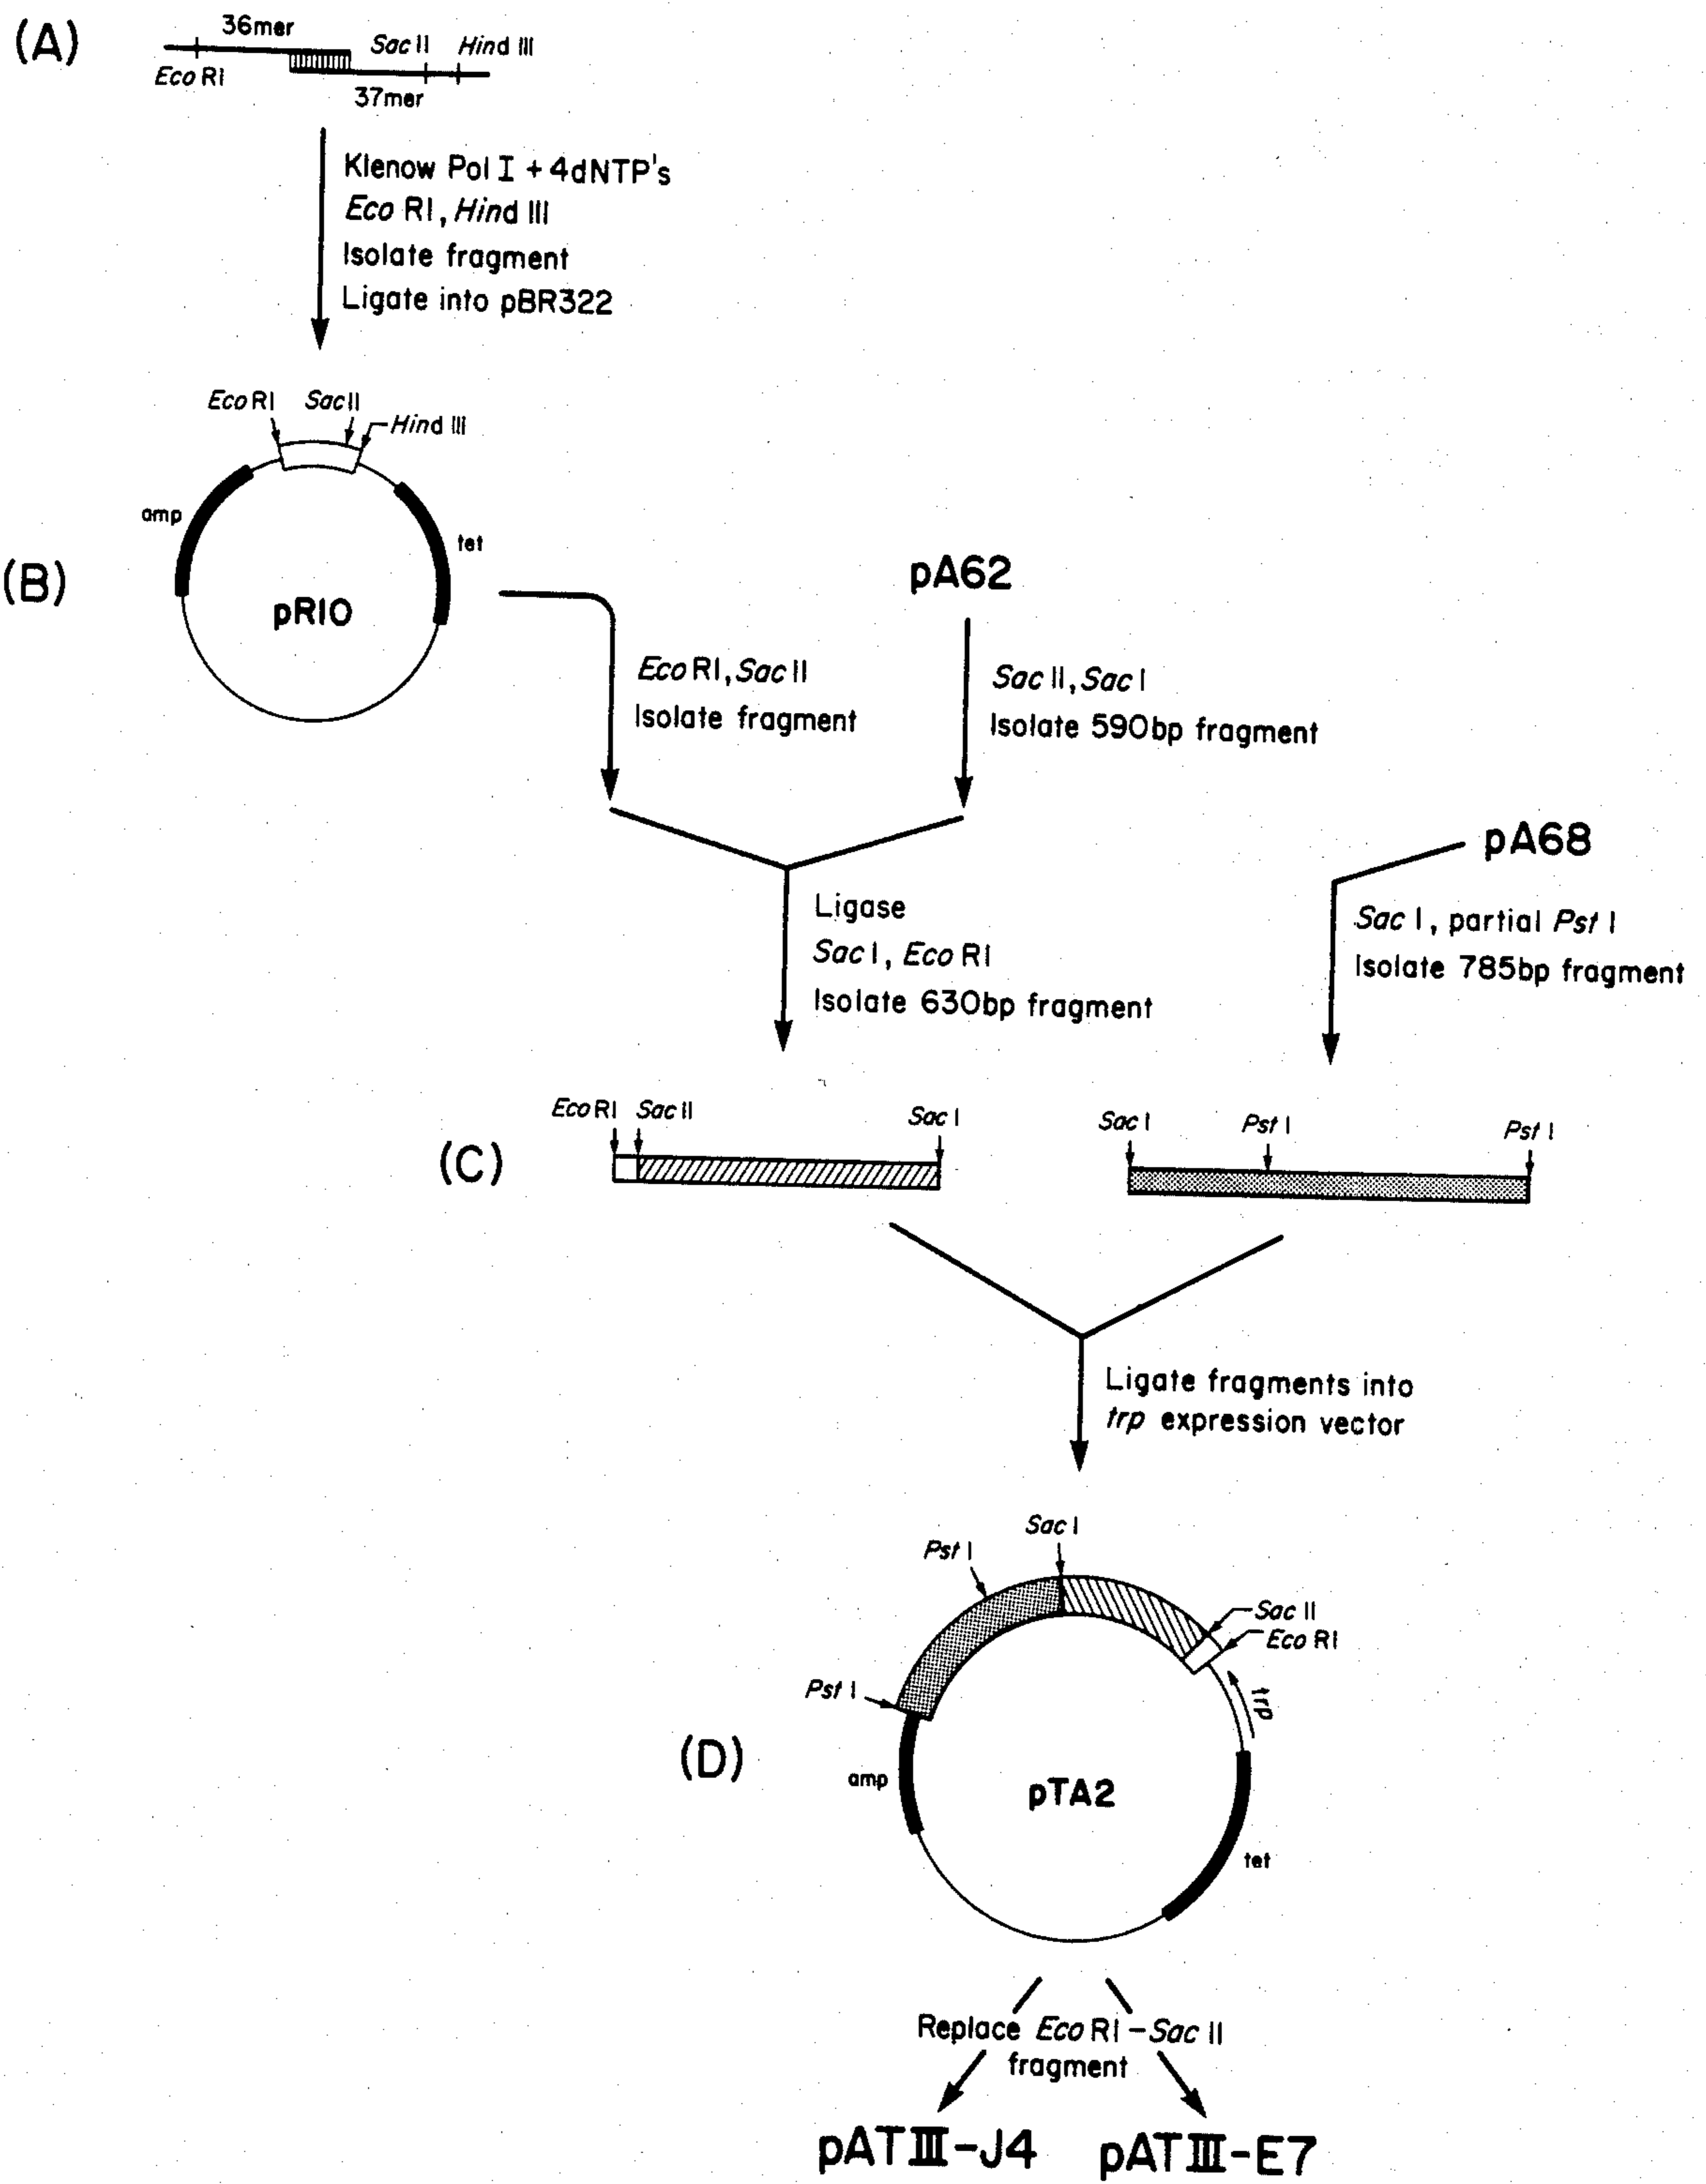 (A)
36mer
Sac II
Hind III
Eco RI
37mer
Klenow Pol I + 4dNTP's
Eco RI, Hind III
Isolate fragment
Ligate into pBR322
Eco RI
Sac II
Hind III
amp
tet
(B)
pR10
pA62
Eco RI, Sac II
Isolate fragment
Sac II, Sac I
Isolate 590bp fragment
pA68
Ligase
Sac I, Eco RI
Isolate 630bp fragment
Sac I, partial Pst I
Isolate 785bp fragment
(C)
Eco RI
Sac II
Sac I
Sac I
Pst I
Pst I
Ligate fragments into
trp expression vector
Sac I
Pst I
Sac II
Eco RI
Pst I
trp
(D)
amp
pTA2
tet
Replace Eco RI - Sac II
fragment
pATIII-J4
pATIII-E7